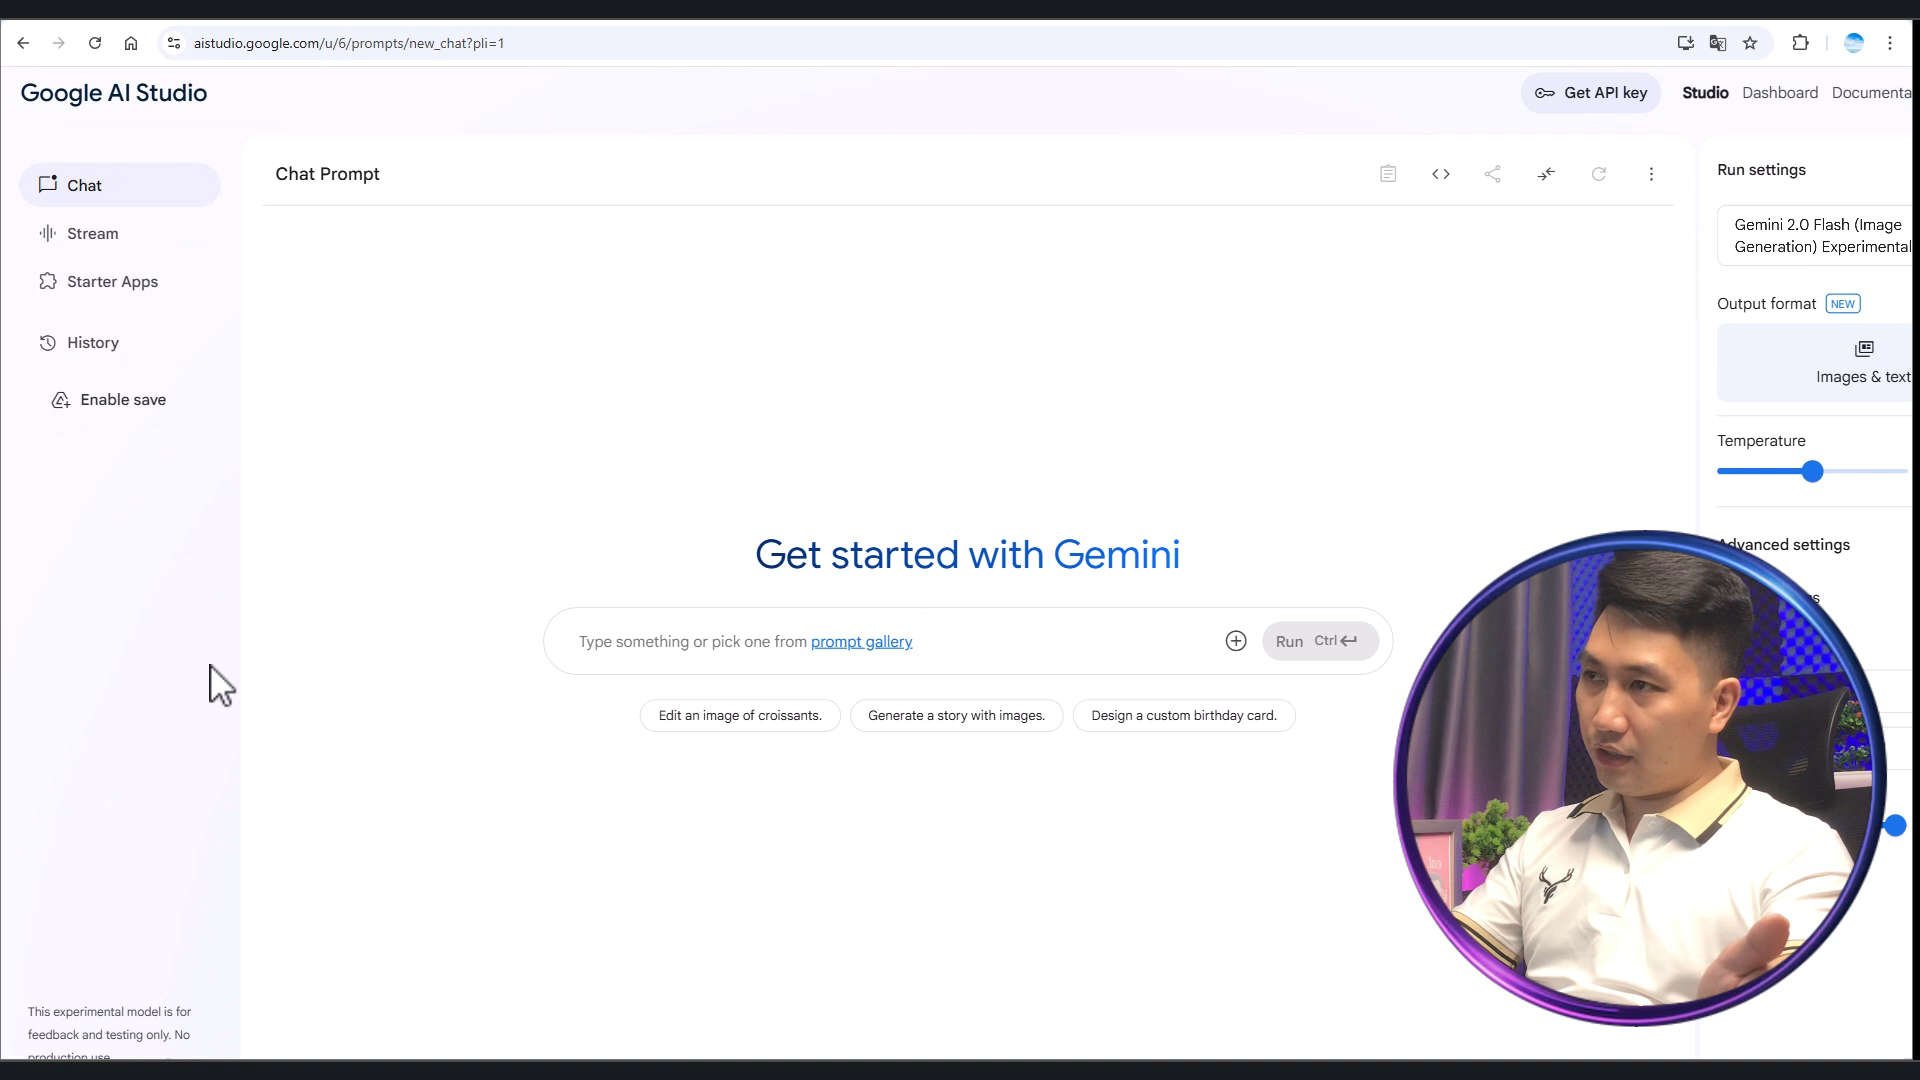 aistudio.google.com/u/6/prompts/new_chat?pli=1
Google AI Studio
Get API key
Studio
Dashboard
Documenta
Chat
Stream
Starter Apps
History
Enable save
Chat Prompt
Get started with Gemini
Type something or pick one from prompt gallery
Run Ctrl
Edit an image of croissants.
Generate a story with images.
Design a custom birthday card.
Run settings
Gemini 2.0 Flash (Image
Generation) Experimental
Output format NEW
Images & text
Temperature
Advanced settings
This experimental model is for
feedback and testing only. No
production use.